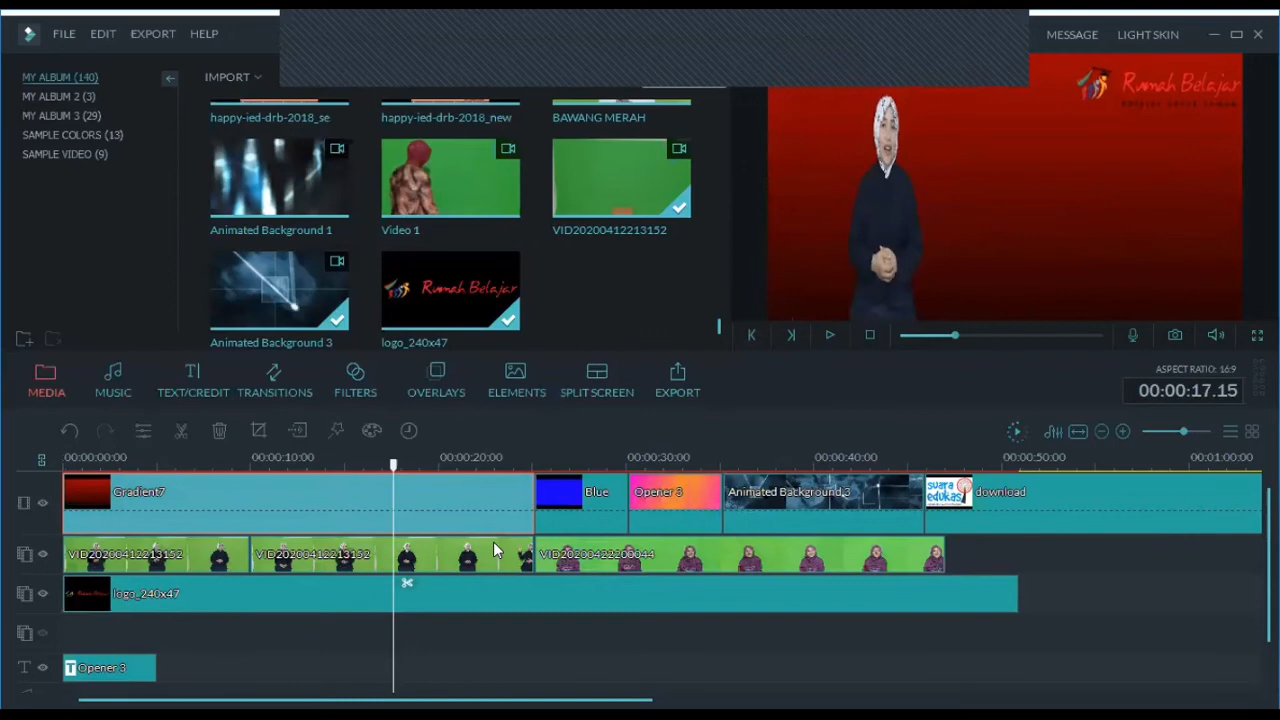 FILE EDIT EXPORT HELP
MESSAGE LIGHT SKIN
MY ALBUM (140)
MY ALBUM 2 (3)
MY ALBUM 3 (29)
SAMPLE COLORS (13)
SAMPLE VIDEO (9)
IMPORT
happy-ied-drb-2018_se happy-ied-drb-2018_new BAWANG MERAH
Animated Background 1 Video 1 VID20200412213152
Rumah Belajar
Animated Background 3 logo_240x47
Rumah Belajar
MEDIA MUSIC TEXT/CREDIT TRANSITIONS FILTERS OVERLAYS ELEMENTS SPLIT SCREEN EXPORT
ASPECT RATIO: 16:9
00:00:17.15
00:00:00:00 00:00:10:00 00:00:20:00 00:00:30:00 00:00:40:00 00:00:50:00 00:01:00:00
Gradient7 Blue Opener 3 Animated Background 3 suara edukasi download
VID20200412213152 VID20200412213152 VID20200422200044
logo_240x47
T T Opener 3